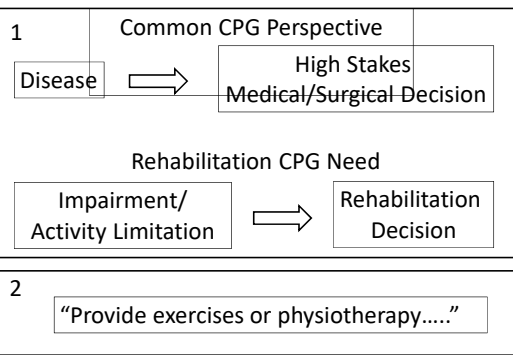 1
Common CPG Perspective
Disease
High Stakes
Medical/Surgical Decision
Rehabilitation CPG Need
Impairment/
Activity Limitation
Rehabilitation
Decision
2
“Provide exercises or physiotherapy…..”